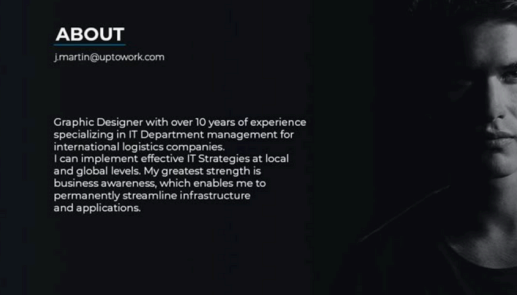 ABOUT
j.martin@uptowork.com
Graphic Designer with over 10 years of experience
specializing in IT Department management for
international logistics companies.
I can implement effective IT Strategies at local
and global levels. My greatest strength is
business awareness, which enables me to
permanently streamline infrastructure
and applications.